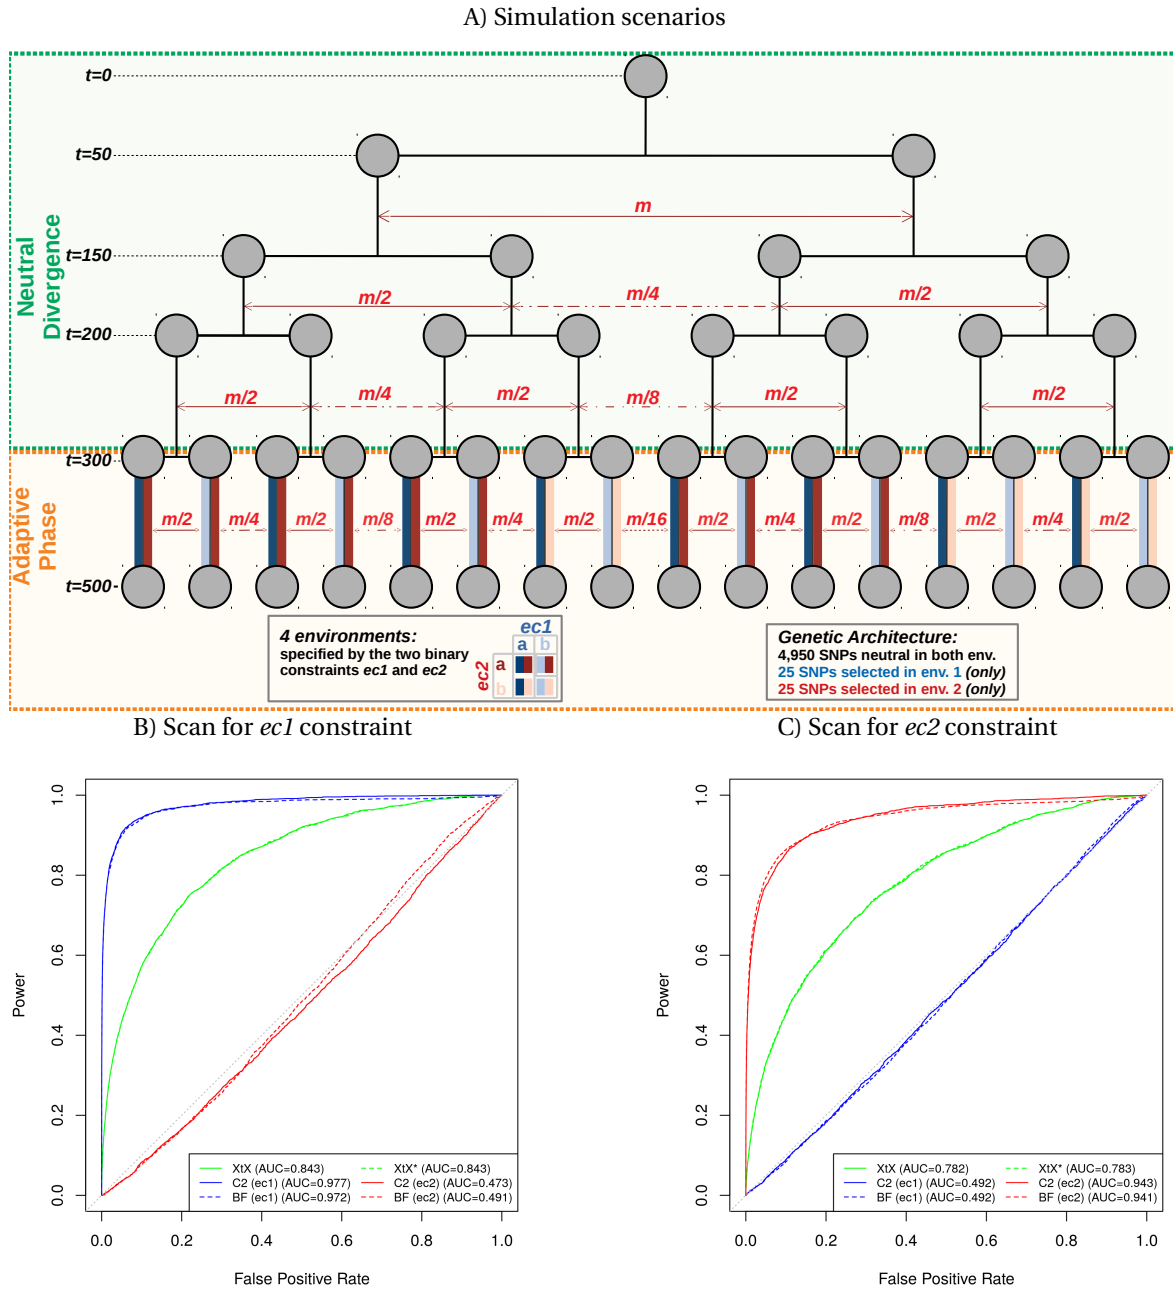 A) Simulation scenarios
t=0
t=50
m
t=150
m/2
m/4
m/2
t=200
m/2
m/4
m/2
m/8
m/2
m/2
Neutral
Divergence
t=300
m/2
m/4
m/2
m/8
m/2
m/4
m/2
m/16
m/2
m/4
m/2
m/8
m/2
m/4
m/2
t=500
Adaptive
Phase
4 environments:
specified by the two binary
constraints ec1 and ec2
ec1
a b
ec2
a
b
Genetic Architecture:
4,950 SNPs neutral in both env.
25 SNPs selected in env. 1 (only)
25 SNPs selected in env. 2 (only)
B) Scan for ec1 constraint
Power
1.0
0.8
0.6
0.4
0.2
0.0
XtX (AUC=0.843) XtX* (AUC=0.843)
C2 (ec1) (AUC=0.977) C2 (ec2) (AUC=0.473)
BF (ec1) (AUC=0.972) BF (ec2) (AUC=0.491)
0.0 0.2 0.4 0.6 0.8 1.0
False Positive Rate
C) Scan for ec2 constraint
Power
1.0
0.8
0.6
0.4
0.2
0.0
XtX (AUC=0.782) XtX* (AUC=0.783)
C2 (ec1) (AUC=0.492) C2 (ec2) (AUC=0.943)
BF (ec1) (AUC=0.492) BF (ec2) (AUC=0.941)
0.0 0.2 0.4 0.6 0.8 1.0
False Positive Rate